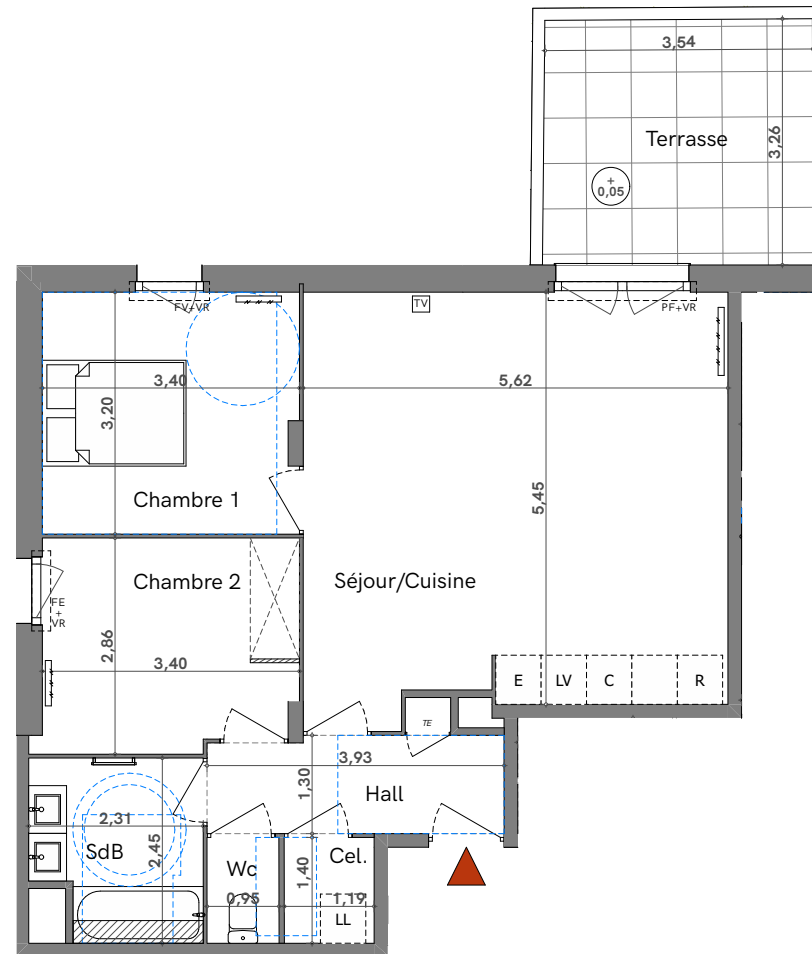 3,54
Terrasse
3,26
+
0,05
FV+VR
TV
PF+VR
3,40
5,62
3,20
Chambre 1
5,45
Chambre 2
Séjour/Cuisine
FE
+
VR
2,86
3,40
E
LV
C
R
TE
3,93
1,30
Hall
2,31
SdB
2,45
Wc
1,40
Cel.
0,95
1,19
LL